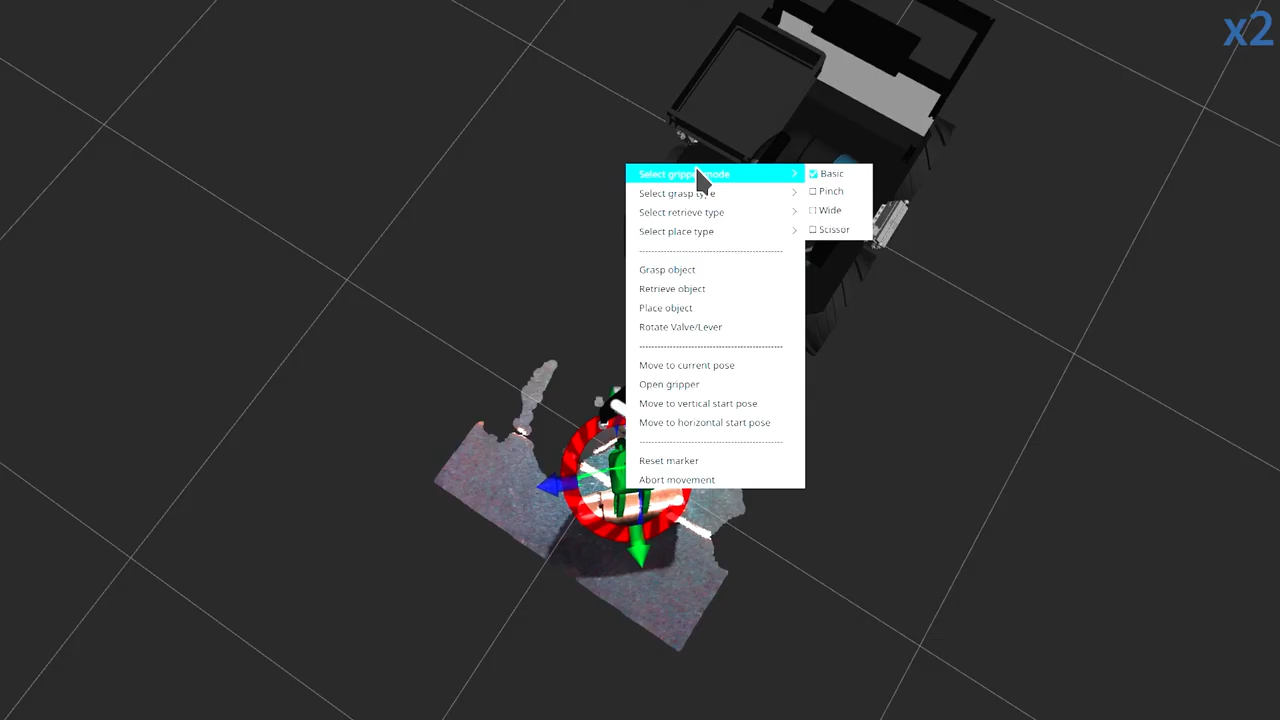 x2
Select gripper mode
Basic
Select grasp type
Pinch
Select retrieve type
Wide
Select place type
Scissor
Grasp object
Retrieve object
Place object
Rotate Valve/Lever
Move to current pose
Open gripper
Move to vertical start pose
Move to horizontal start pose
Reset marker
Abort movement